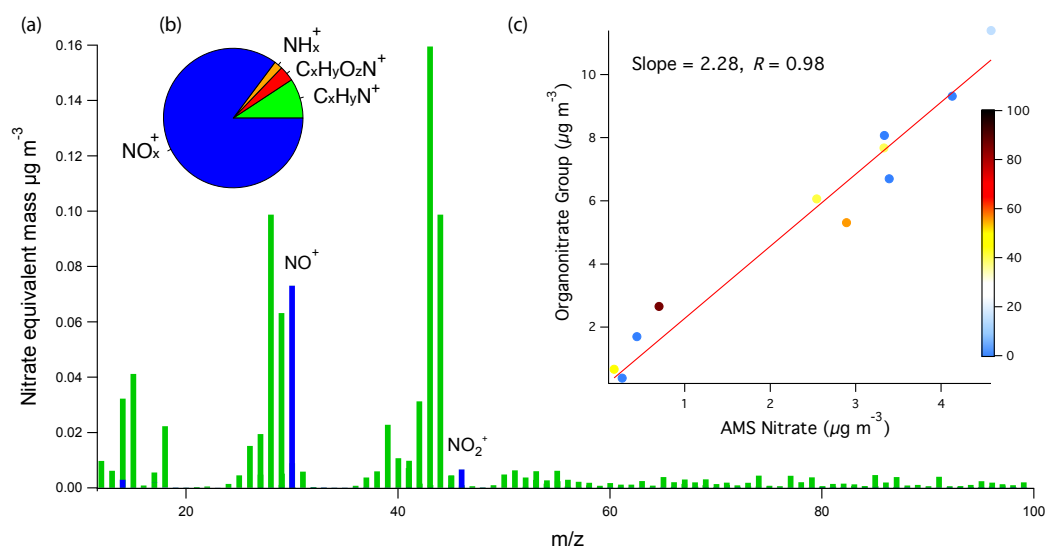 (a)
(b)
(c)
NHₓ⁺
CₓHᵧO_zN⁺
CₓHᵧN⁺
NOₓ⁺
0.16
0.14
0.12
0.10
0.08
0.06
0.04
0.02
0.00
Nitrate equivalent mass μg m⁻³
NO⁺
NO₂⁺
20
40
60
80
100
m/z
Slope = 2.28, R = 0.98
10
8
6
4
2
Organonitrate Group (μg m⁻³)
1
2
3
4
AMS Nitrate (μg m⁻³)
100
80
60
40
20
0